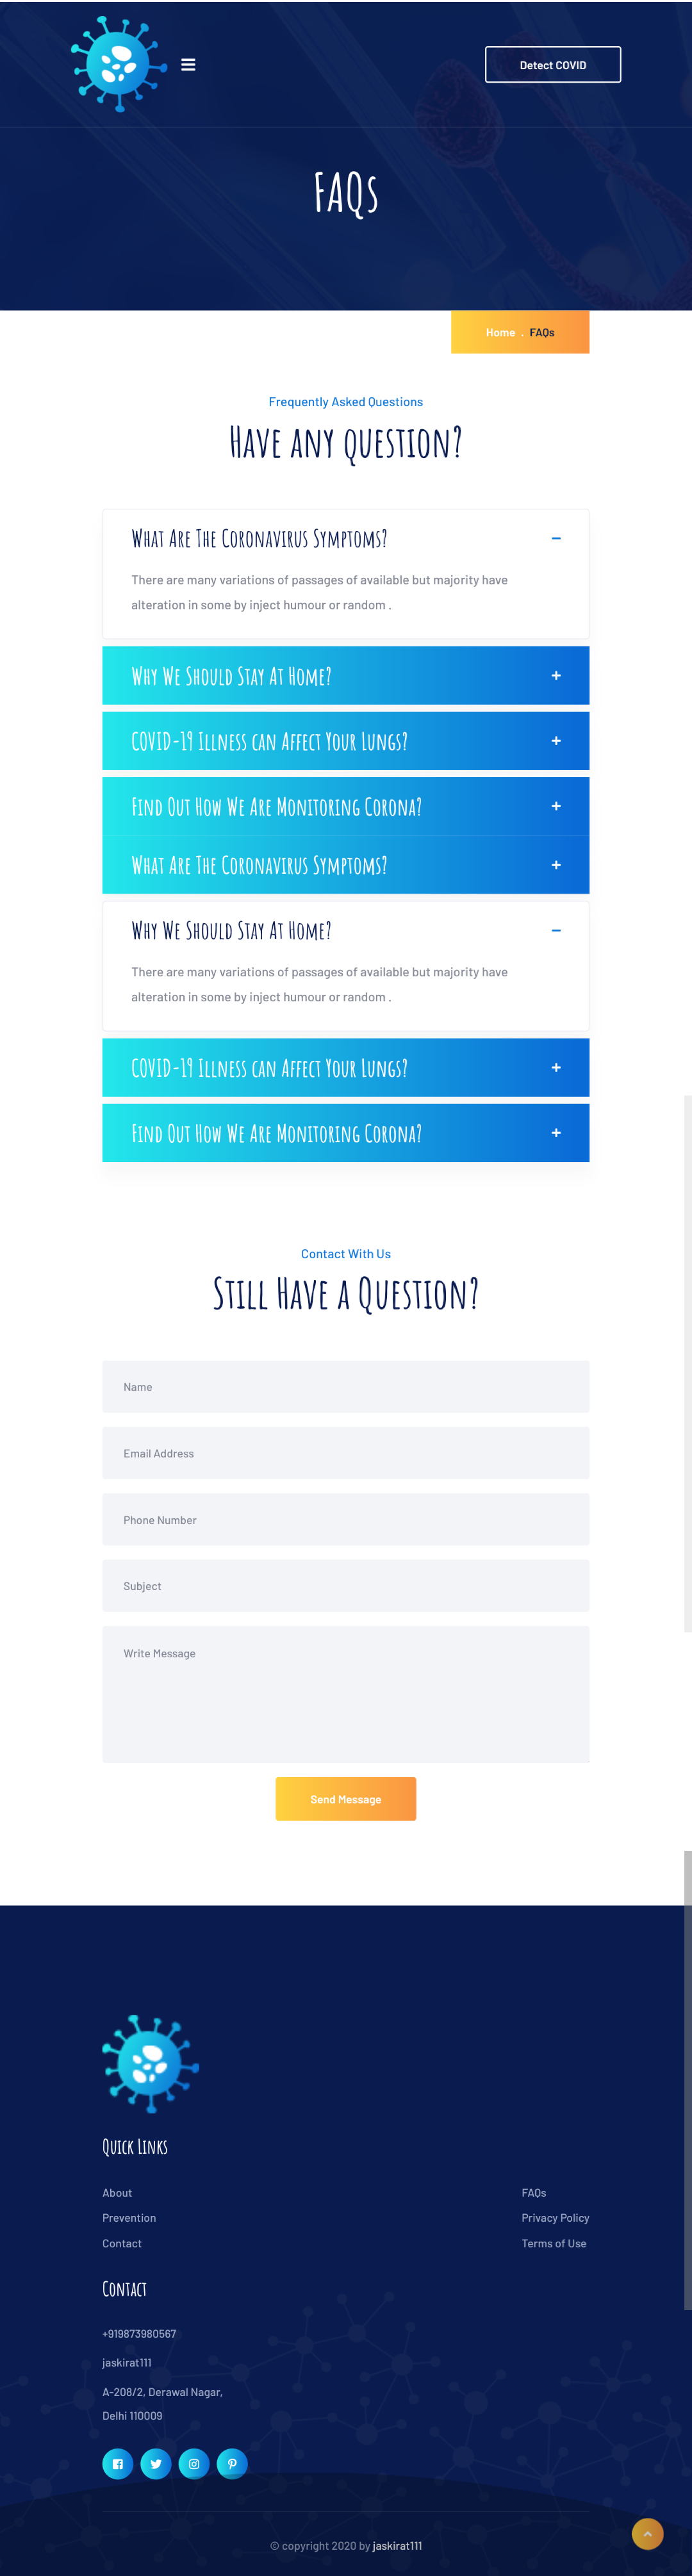 Detect COVID
FAQs
Home . FAQs
Frequently Asked Questions
Have any question?
What Are The Coronavirus Symptoms?
There are many variations of passages of available but majority have
alteration in some by inject humour or random .
Why We Should Stay At Home?
COVID-19 Illness can Affect Your Lungs?
Find Out How We Are Monitoring Corona?
What Are The Coronavirus Symptoms?
Why We Should Stay At Home?
There are many variations of passages of available but majority have
alteration in some by inject humour or random .
COVID-19 Illness can Affect Your Lungs?
Find Out How We Are Monitoring Corona?
Contact With Us
Still Have a Question?
Name
Email Address
Phone Number
Subject
Write Message
Send Message
Quick Links
About
Prevention
Contact
FAQs
Privacy Policy
Terms of Use
Contact
+919873980567
jaskirat111
A-208/2, Derawal Nagar,
Delhi 110009
© copyright 2020 by jaskirat111